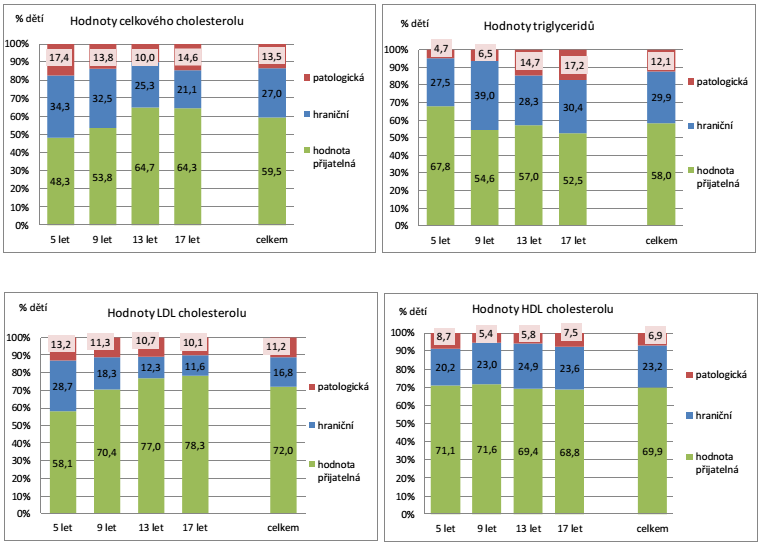 % dětí
Hodnoty celkového cholesterolu
100%
90%
80%
70%
60%
50%
40%
30%
20%
10%
0%
17,4 13,8 10,0 14,6 13,5
34,3 32,5 25,3 21,1 27,0
48,3 53,8 64,7 64,3 59,5
5 let 9 let 13 let 17 let celkem
patologická
hraniční
hodnota
přijatelná
% dětí
Hodnoty triglyceridů
100%
90%
80%
70%
60%
50%
40%
30%
20%
10%
0%
4,7 6,5 14,7 17,2 12,1
27,5 39,0 28,3 30,4 29,9
67,8 54,6 57,0 52,5 58,0
5 let 9 let 13 let 17 let celkem
patologická
hraniční
hodnota
přijatelná
% dětí
Hodnoty LDL cholesterolu
100%
90%
80%
70%
60%
50%
40%
30%
20%
10%
0%
13,2 11,3 10,7 10,1 11,2
28,7 18,3 12,3 11,6 16,8
58,1 70,4 77,0 78,3 72,0
5 let 9 let 13 let 17 let celkem
patologická
hraniční
hodnota
přijatelná
% dětí
Hodnoty HDL cholesterolu
100%
90%
80%
70%
60%
50%
40%
30%
20%
10%
0%
8,7 5,4 5,8 7,5 6,9
20,2 23,0 24,9 23,6 23,2
71,1 71,6 69,4 68,8 69,9
5 let 9 let 13 let 17 let celkem
patologická
hraniční
hodnota
přijatelná